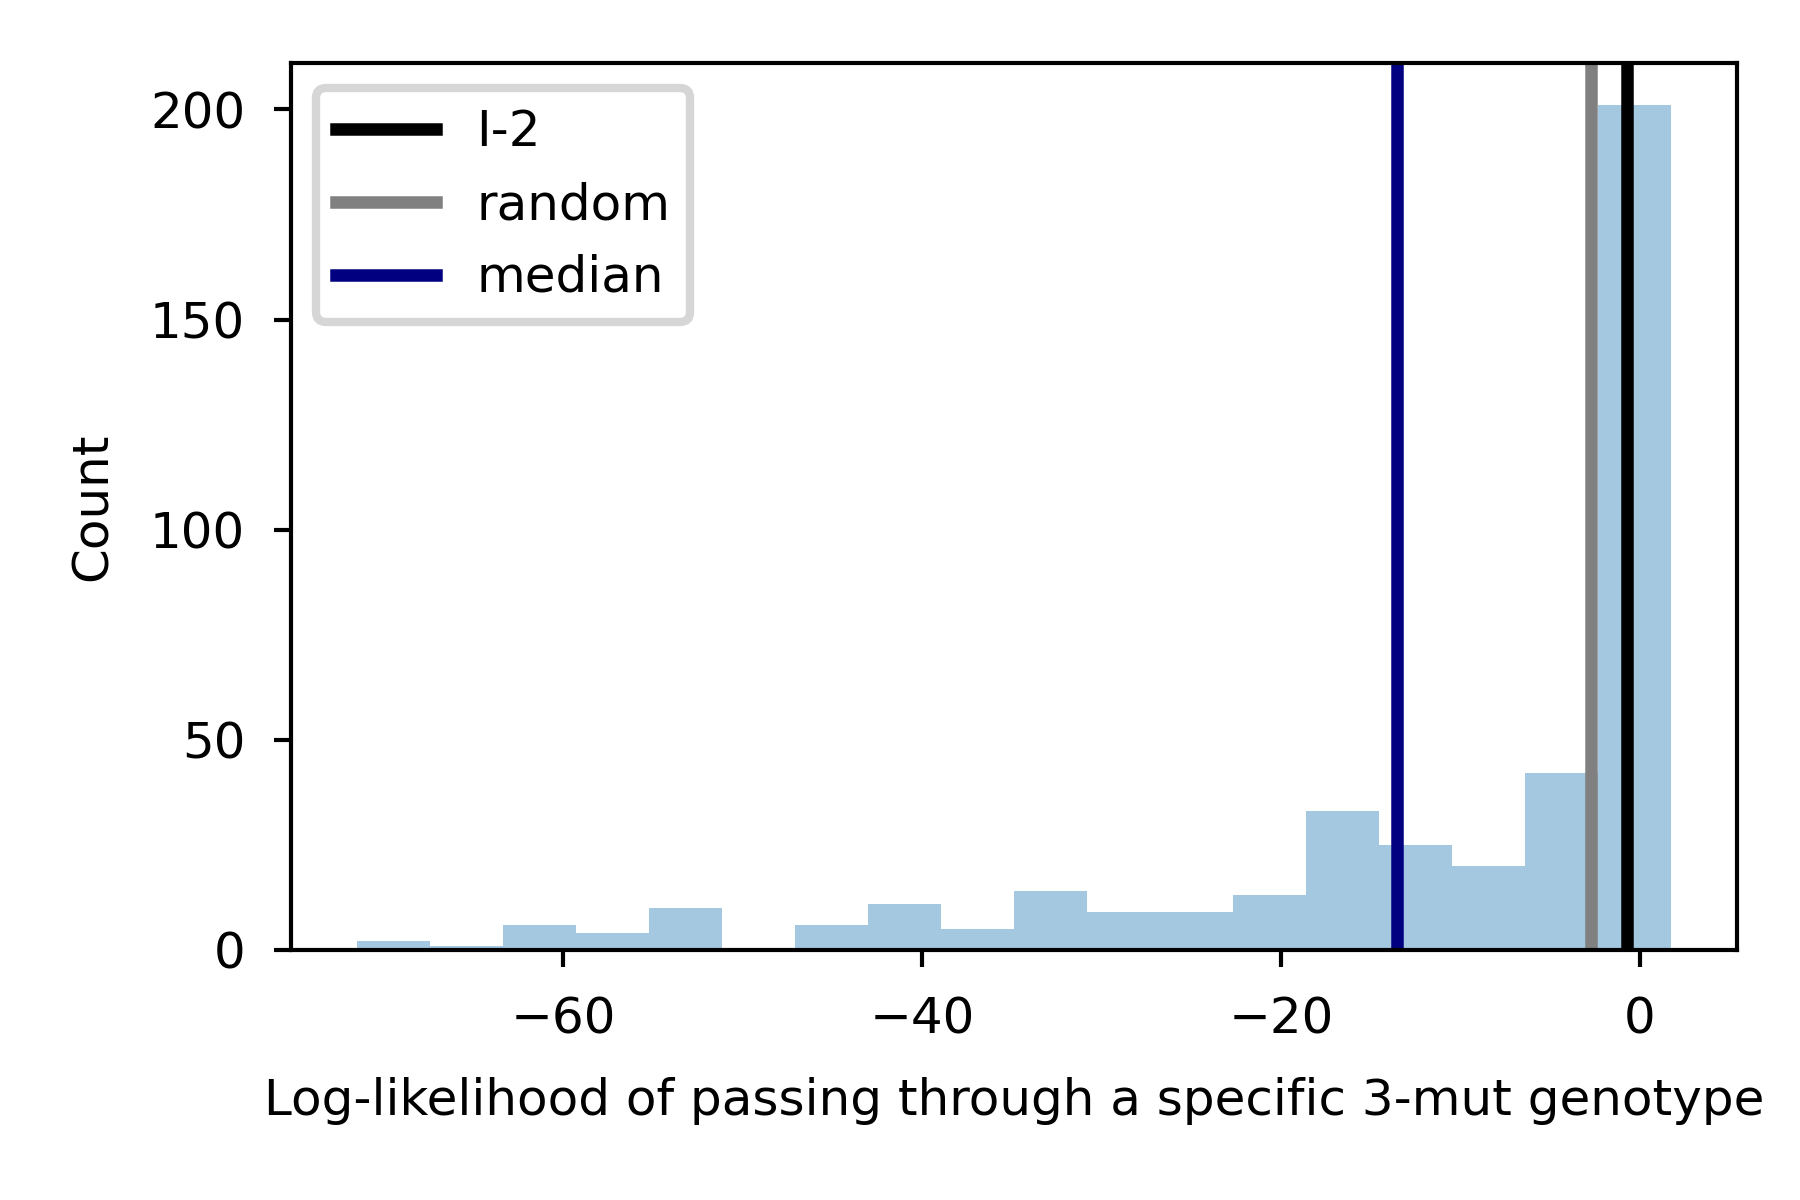 200
150
100
50
0
Count
I-2
random
median
−60
−40
−20
0
Log-likelihood of passing through a specific 3-mut genotype